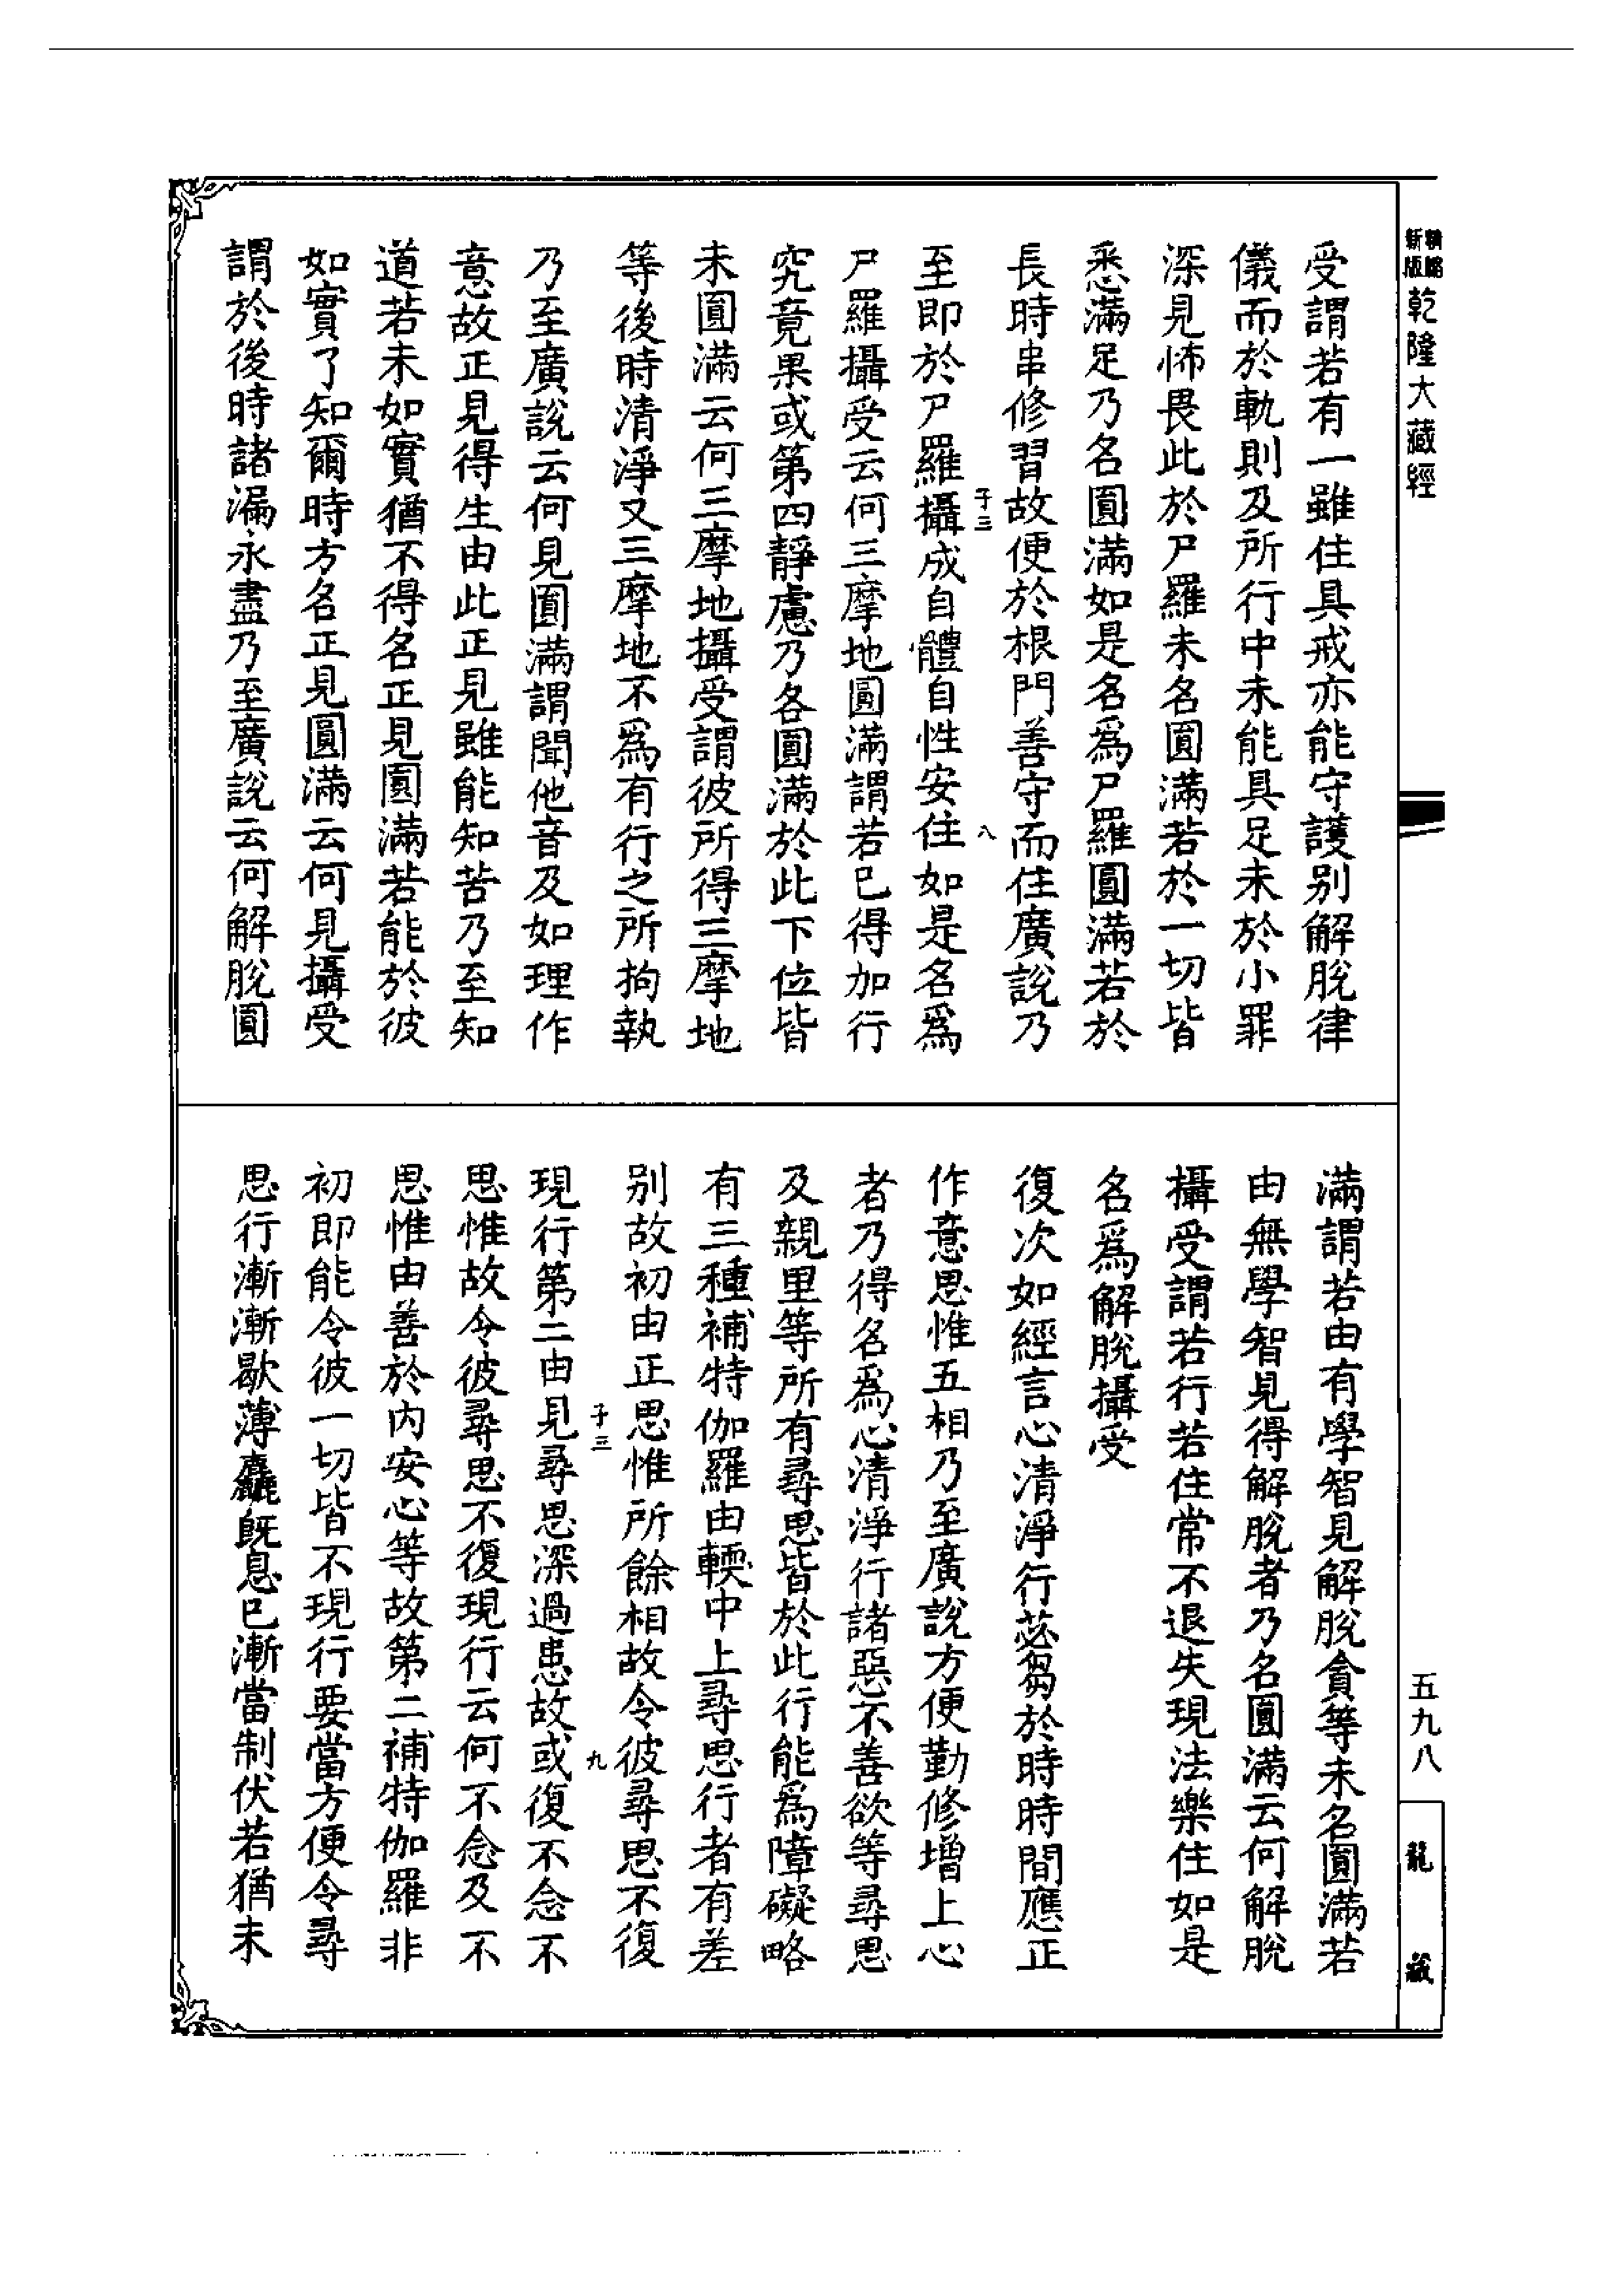 新版
乾隆大藏經
受謂若有一雖住具戒亦能守護别解脫律
儀而於軌則及所行中未能具足未於小罪
深見怖畏此於尸羅未名圓滿若於一切皆
悉滿足乃名圓滿如是名爲尸羅圓滿若於
長時串修習故便於根門善守而住廣說乃
子三
八
至即於尸羅攝成自體自性安住如是名爲
尸羅攝受云何三摩地圓滿謂若已得加行
究竟果或第四靜慮乃各圓滿於此下位皆
未圓滿云何三摩地攝受謂彼所得三摩地
等後時清淨又三摩地不爲有行之所拘執
乃至廣說云何見圓滿謂聞他音及如理作
意故正見得生由此正見雖能知苦乃至知
道若未如實猶不得名正見圓滿若能於彼
如實了知爾時方名正見圓滿云何見攝受
謂於後時諸漏永盡乃至廣說云何解脫圓
滿謂若由有學智見解脫貪等未名圓滿若
由無學智見得解脫者乃名圓滿云何解脫
攝受謂若行若住常不退失現法樂住如是
名爲解脫攝受
復次如經言心清淨行苾芻於時時間應正
作意思惟五相乃至廣說方便勤修增上心
者乃得名爲心清淨行諸惡不善欲等尋思
及親里等所有尋思皆於此行能爲障礙略
有三種補特伽羅由輭中上尋思行者有差
别故初由正思惟所餘相故令彼尋思不復
子三
九
現行第二由見尋思深過患故或復不念不
思惟故令彼尋思不復現行云何不念及不
思惟由善於内安心等故第二補特伽羅非
初即能令彼一切皆不現行要當方便令尋
思行漸漸歇薄麤旣息已漸當制伏若猶未
五九八
龍藏